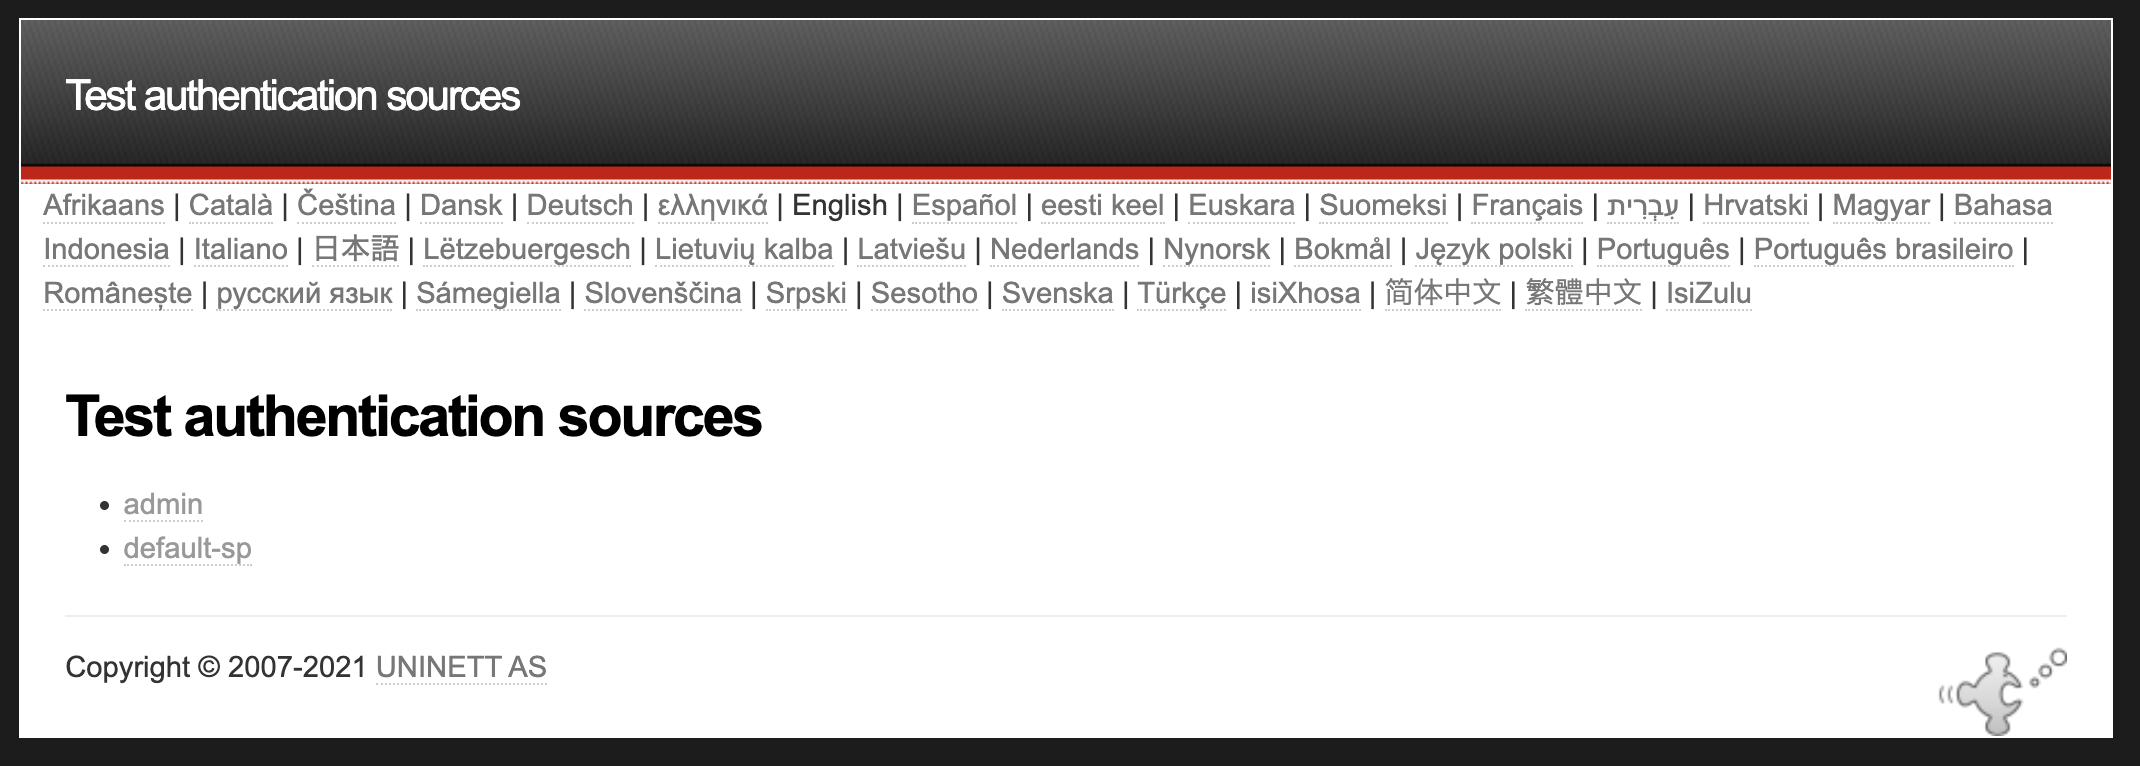 Test authentication sources
Afrikaans | Català | Čeština | Dansk | Deutsch | ελληνικά | English | Español | eesti keel | Euskara | Suomeksi | Français | עִבְרִית | Hrvatski | Magyar | Bahasa
Indonesia | Italiano | 日本語 | Lëtzebuergesch | Lietuvių kalba | Latviešu | Nederlands | Nynorsk | Bokmål | Język polski | Português | Português brasileiro |
Românește | русский язык | Sámegiella | Slovenščina | Srpski | Sesotho | Svenska | Türkçe | isiXhosa | 简体中文 | 繁體中文 | IsiZulu
Test authentication sources
• admin
• default-sp
Copyright © 2007-2021 UNINETT AS